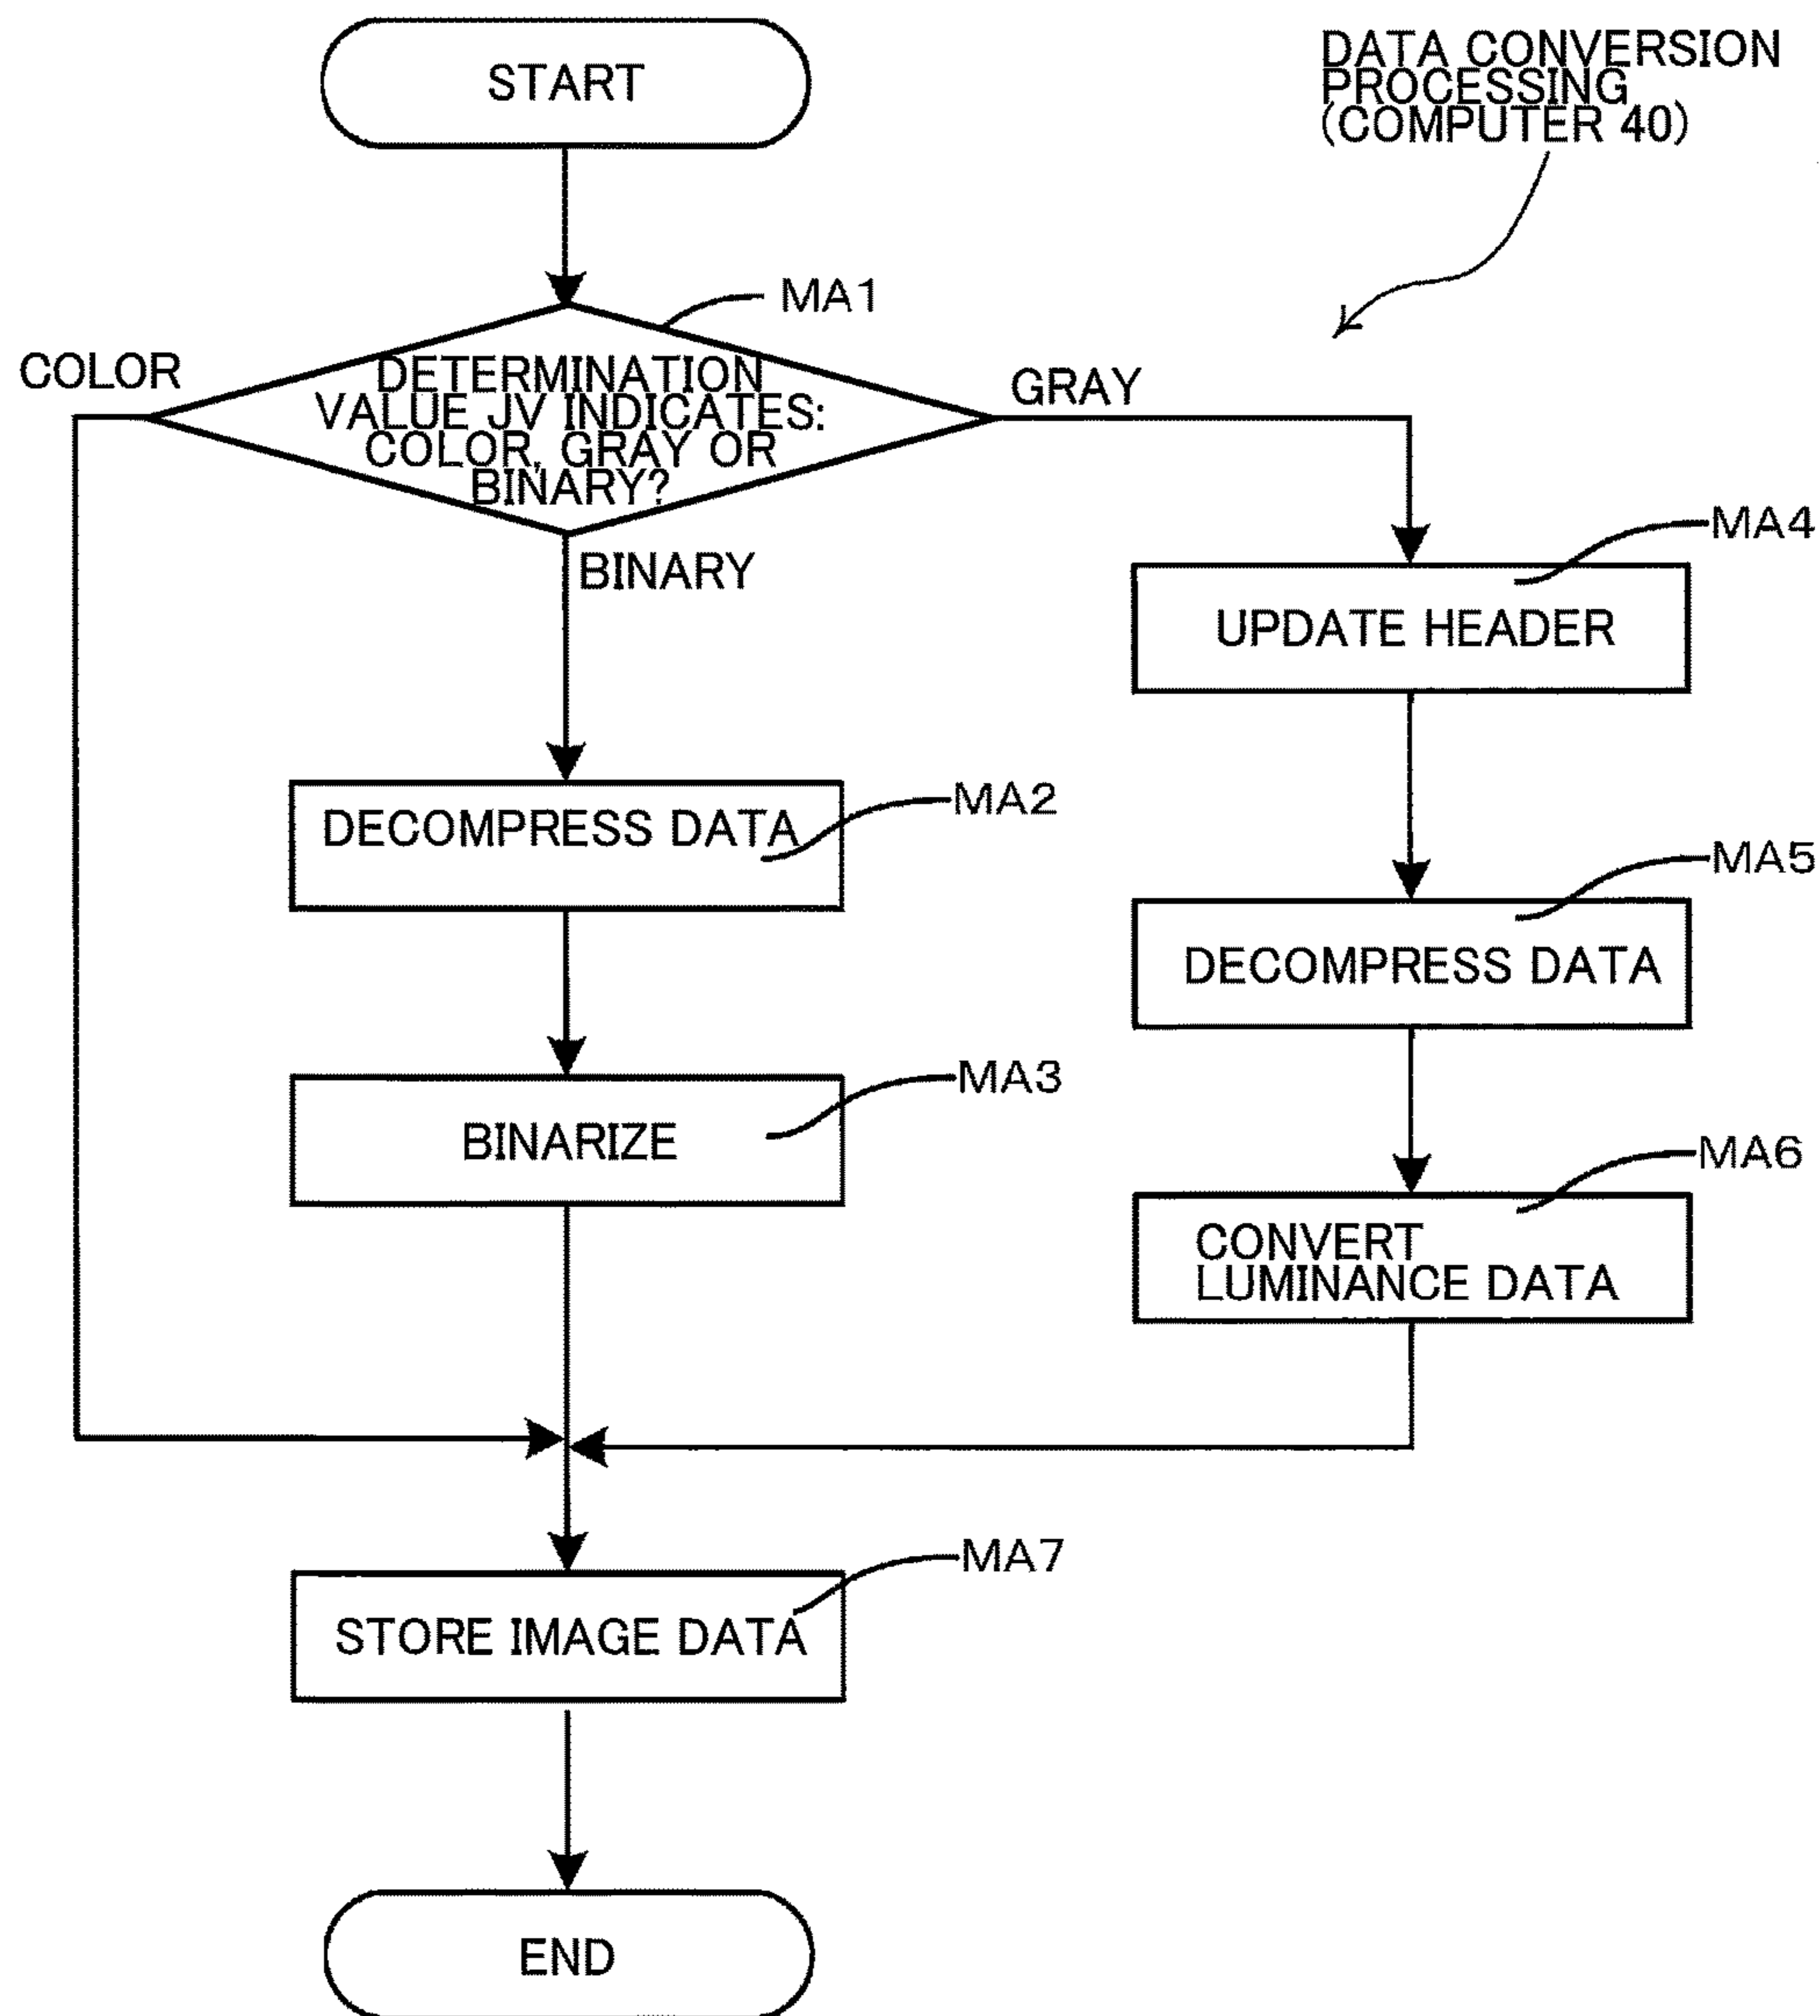 START
DATA CONVERSION
PROCESSING
(COMPUTER 40)
MA1
COLOR
DETERMINATION
VALUE JV INDICATES:
COLOR, GRAY OR
BINARY?
GRAY
BINARY
MA4
UPDATE HEADER
MA2
DECOMPRESS DATA
MA5
DECOMPRESS DATA
MA3
BINARIZE
MA6
CONVERT
LUMINANCE DATA
MA7
STORE IMAGE DATA
END